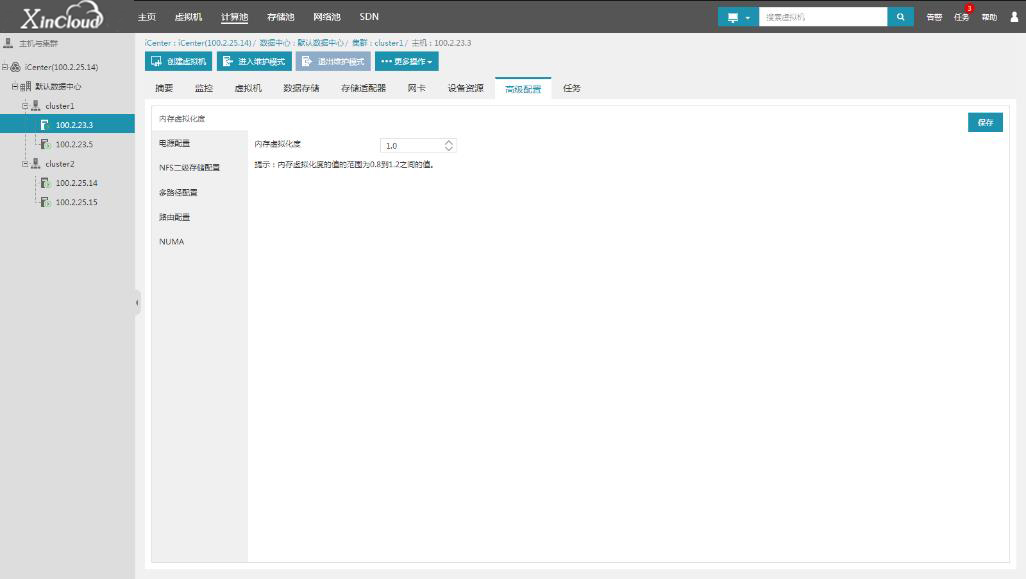 XinCloud
主页 虚拟机 计算池 存储池 网络池 SDN
搜索虚拟机
告警 任务 3 帮助
主机与集群
iCenter : iCenter(100.2.25.14) / 数据中心 : 默认数据中心 / 集群 : cluster1 / 主机 : 100.2.23.3
创建虚拟机 进入维护模式 退出维护模式 ••• 更多操作
iCenter(100.2.25.14)
默认数据中心
cluster1
100.2.23.3
100.2.23.5
cluster2
100.2.25.14
100.2.25.15
摘要 监控 虚拟机 数据存储 存储适配器 网卡 设备资源 高级配置 任务
内存虚拟化度
保存
电源配置
NFS二级存储配置
多路径配置
路由配置
NUMA
内存虚拟化度 1.0
提示：内存虚拟化度的值的范围为0.8到1.2之间的值。